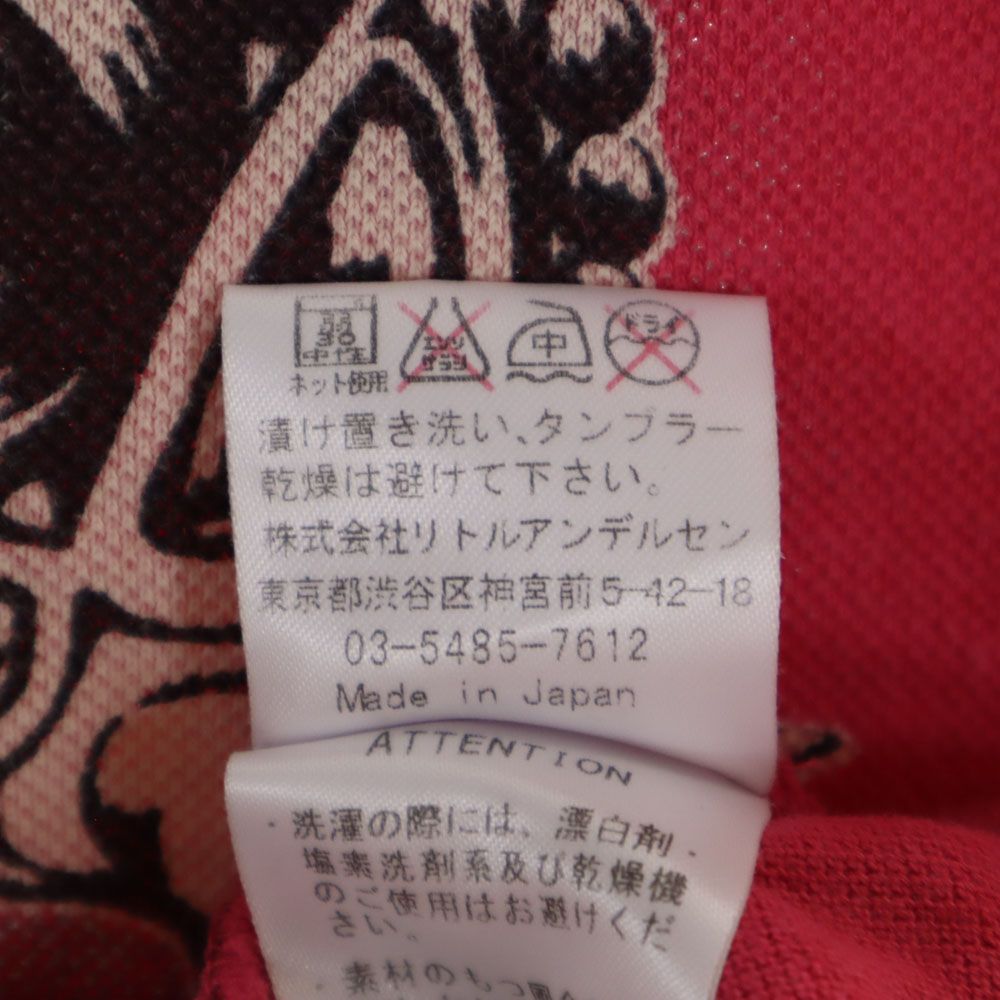 弱
30
中性
エンソ
サラシ
中
ドライ
ネット使用
漬け置き洗い、タンブラー
乾燥は避けて下さい。
株式会社リトルアンデルセン
東京都渋谷区神宮前5-42-18
03-5485-7612
Made in Japan
ATTENTION
・洗濯の際には、漂白剤・
塩素洗剤系及び乾燥機
のご使用はお避けくだ
さい。
・素材のもつ風